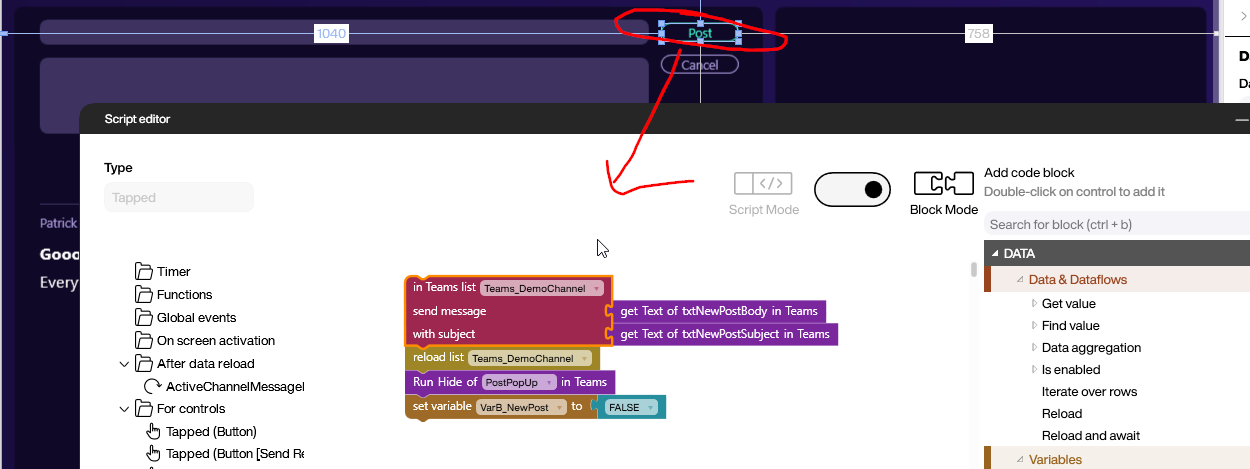 1040
Post
758
Cancel
Script editor
D
Da
Type
Tapped
Script Mode
Block Mode
Add code block
Double-click on control to add it
Search for block (ctrl + b)
Patrick
Gooo
Every
Timer
Functions
Global events
On screen activation
After data reload
ActiveChannelMessagel
For controls
Tapped (Button)
Tapped (Button [Send Re
in Teams list Teams_DemoChannel
send message get Text of txtNewPostBody in Teams
with subject get Text of txtNewPostSubject in Teams
reload list Teams_DemoChannel
Run Hide of PostPopUp in Teams
set variable VarB_NewPost to FALSE
DATA
Data & Dataflows
Get value
Find value
Data aggregation
Is enabled
Iterate over rows
Reload
Reload and await
Variables